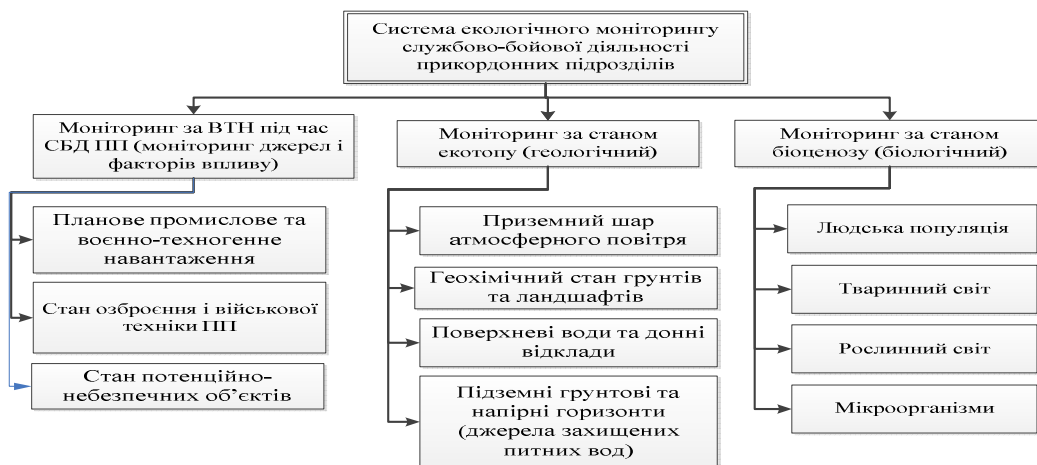 Система екологічного моніторингу
службово-бойової діяльності
прикордонних підрозділів
Моніторинг за ВТН під час
СБД ПП (моніторинг джерел і
факторів впливу)
Планове промислове та
воєнно-техногенне
навантаження
Стан озброєння і військової
техніки ПП
Стан потенційно-
небезпечних об’єктів
Моніторинг за станом
екотопу (геологічний)
Приземний шар
атмосферного повітря
Геохімічний стан грунтів
та ландшафтів
Поверхневі води та донні
відклади
Підземні грунтові та
напірні горизонти
(джерела захищених
питних вод)
Моніторинг за станом
біоценозу (біологічний)
Людська популяція
Тваринний світ
Рослинний світ
Мікроорганізми